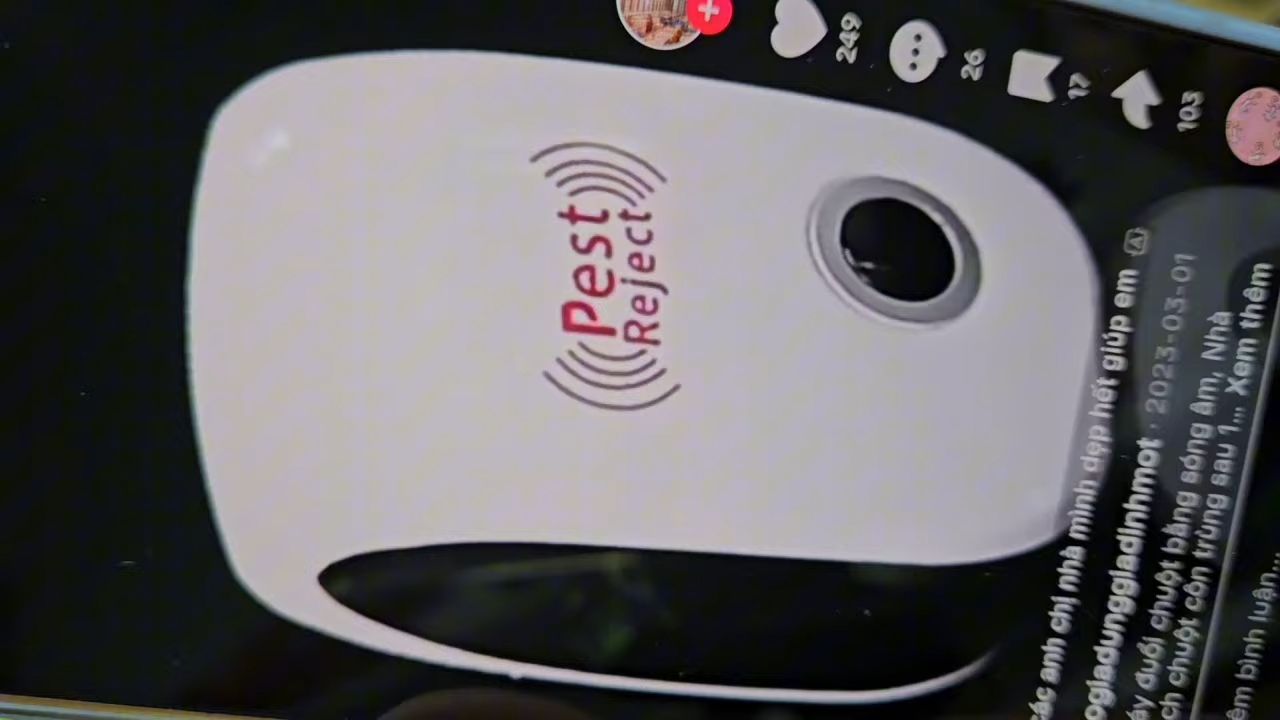 Pest
Reject
249
26
17
103
các anh chị nhà mình dẹp hết giúp em
ogiadunggiadinhmot · 2023-03-01
áy đuổi chuột bằng sóng âm, Nhà
ch chuột côn trùng sau 1... Xem thêm
êm bình luận...